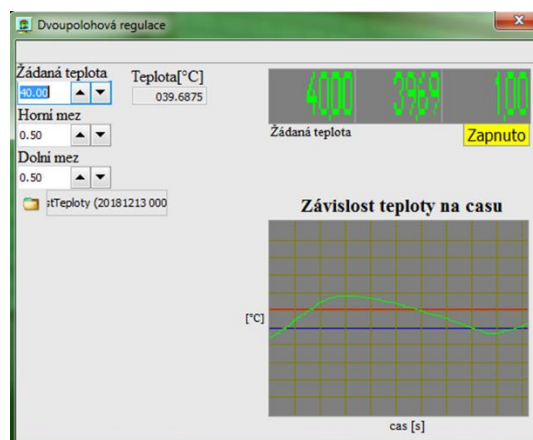 Dvoupolohová regulace
Žádaná teplota
40.00
Teplota[°C]
039.6875
Horní mez
0.50
Dolní mez
0.50
stTeploty (20181213 000
40,00 39,69 1,00
Žádaná teplota
Zapnuto
Závislost teploty na casu
[°C]
cas [s]